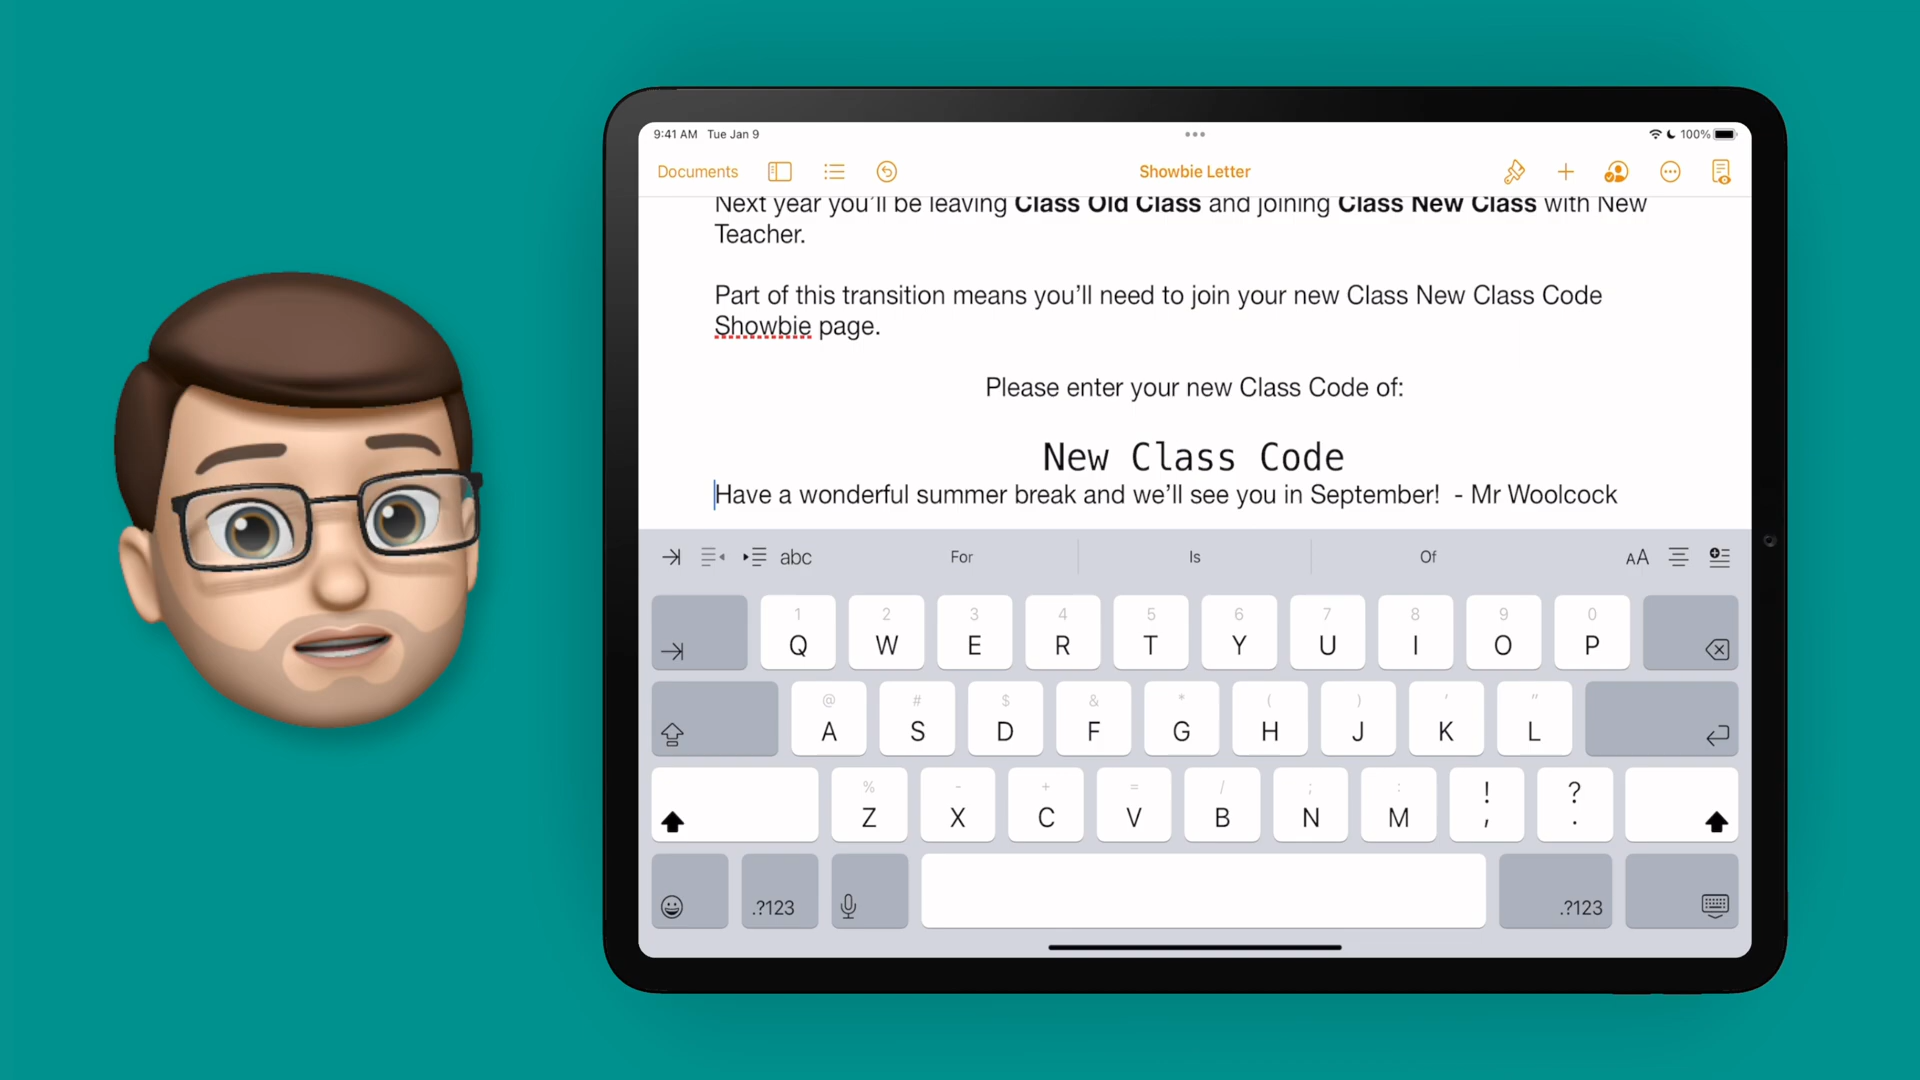 9:41 AM Tue Jan 9
100%
Documents
Showbie Letter
Next year you'll be leaving Class Old Class and joining Class New Class with New
Teacher.
Part of this transition means you'll need to join your new Class New Class Code
Showbie page.
Please enter your new Class Code of:
New Class Code
Have a wonderful summer break and we'll see you in September! - Mr Woolcock
abc For Is Of AA
1 2 3 4 5 6 7 8 9 0
Q W E R T Y U I O P
@ # $ & * ( ) ' "
A S D F G H J K L
% - + = / ; : ! ?
Z X C V B N M , .
.?123 .?123